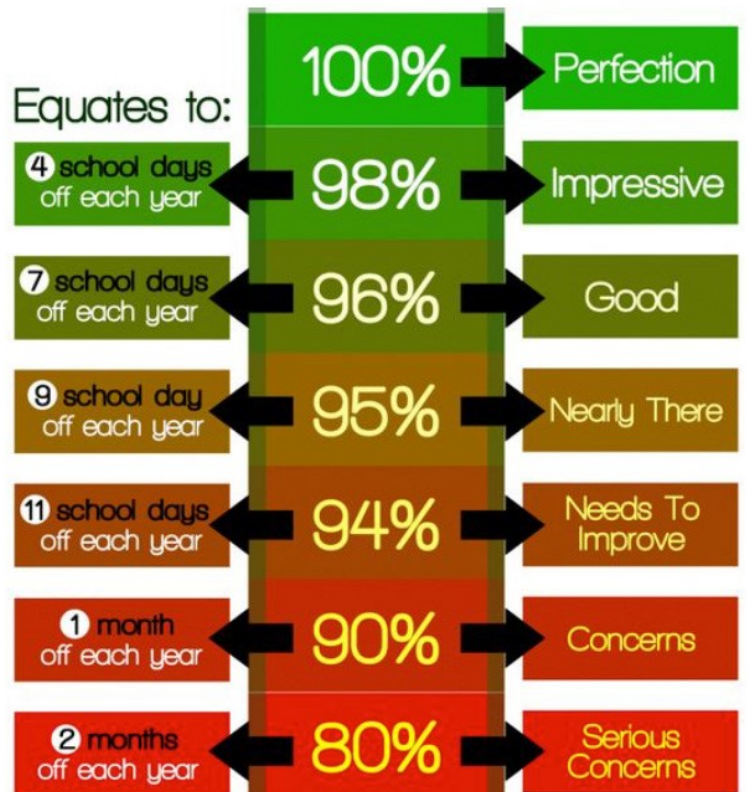 100%
Perfection
Equates to:
4 school days
off each year
98%
Impressive
7 school days
off each year
96%
Good
9 school day
off each year
95%
Nearly There
11 school days
off each year
94%
Needs To
Improve
1 month
off each year
90%
Concerns
2 months
off each year
80%
Serious
Concerns